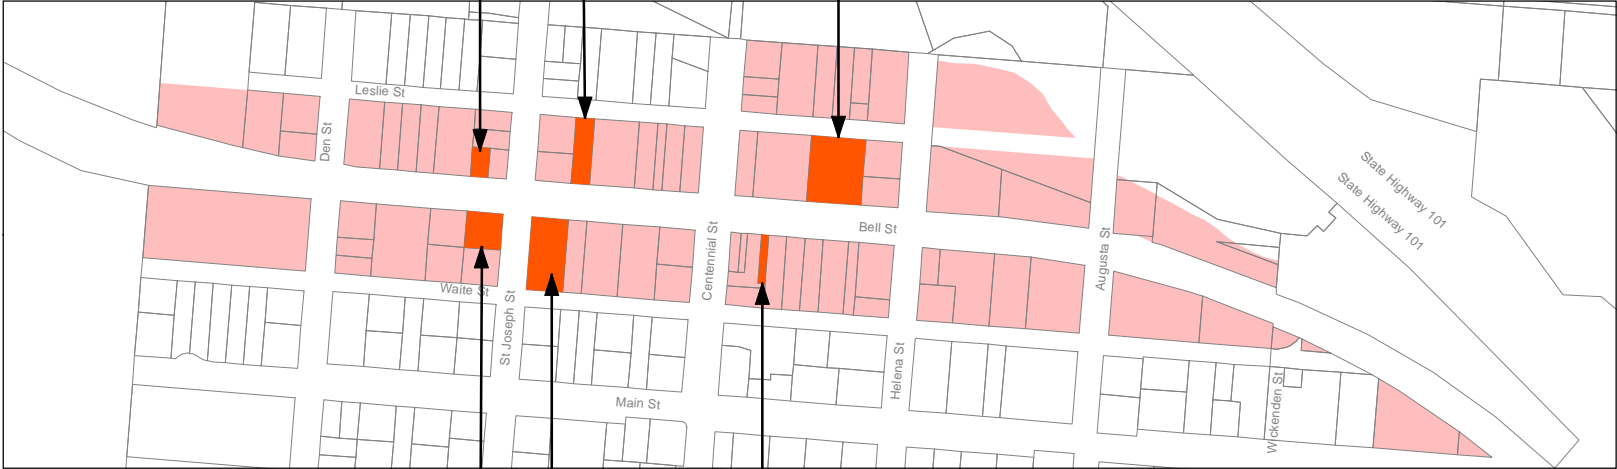 Leslie St
Den St
State Highway 101
State Highway 101
Bell St
Centennial St
Augusta St
Waite St
St Joseph St
Helena St
Main St
Wickenden St